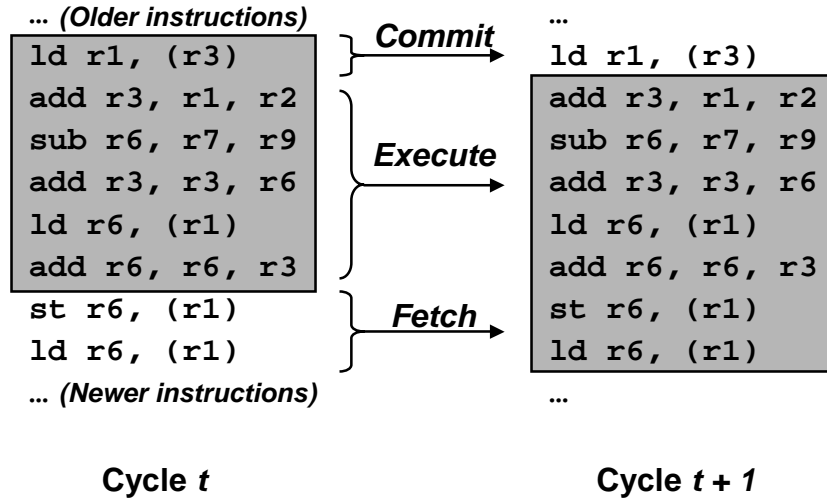 ... (Older instructions)
ld r1, (r3)
add r3, r1, r2
sub r6, r7, r9
add r3, r3, r6
ld r6, (r1)
add r6, r6, r3
st r6, (r1)
ld r6, (r1)
... (Newer instructions)
Cycle t
Commit
Execute
Fetch
...
ld r1, (r3)
add r3, r1, r2
sub r6, r7, r9
add r3, r3, r6
ld r6, (r1)
add r6, r6, r3
st r6, (r1)
ld r6, (r1)
...
Cycle t + 1